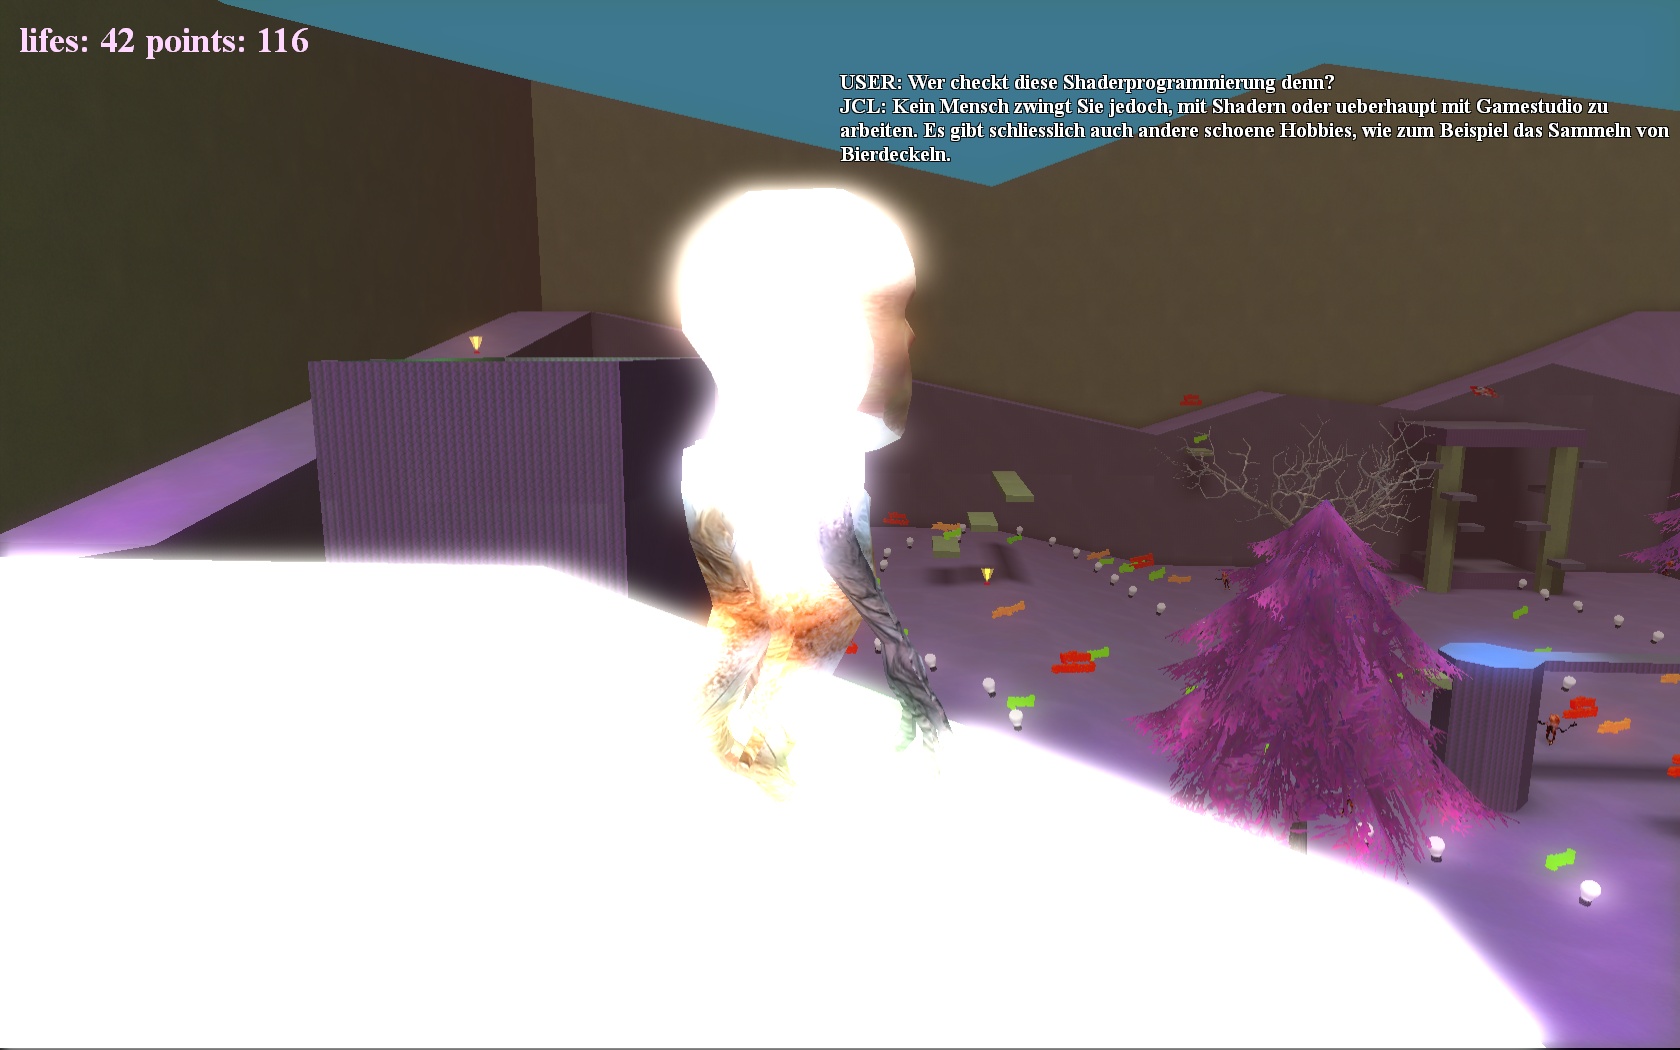 lifes: 42 points: 116
USER: Wer checkt diese Shaderprogrammierung denn?
JCL: Kein Mensch zwingt Sie jedoch, mit Shadern oder ueberhaupt mit Gamestudio zu
arbeiten. Es gibt schliesslich auch andere schoene Hobbies, wie zum Beispiel das Sammeln von
Bierdeckeln.